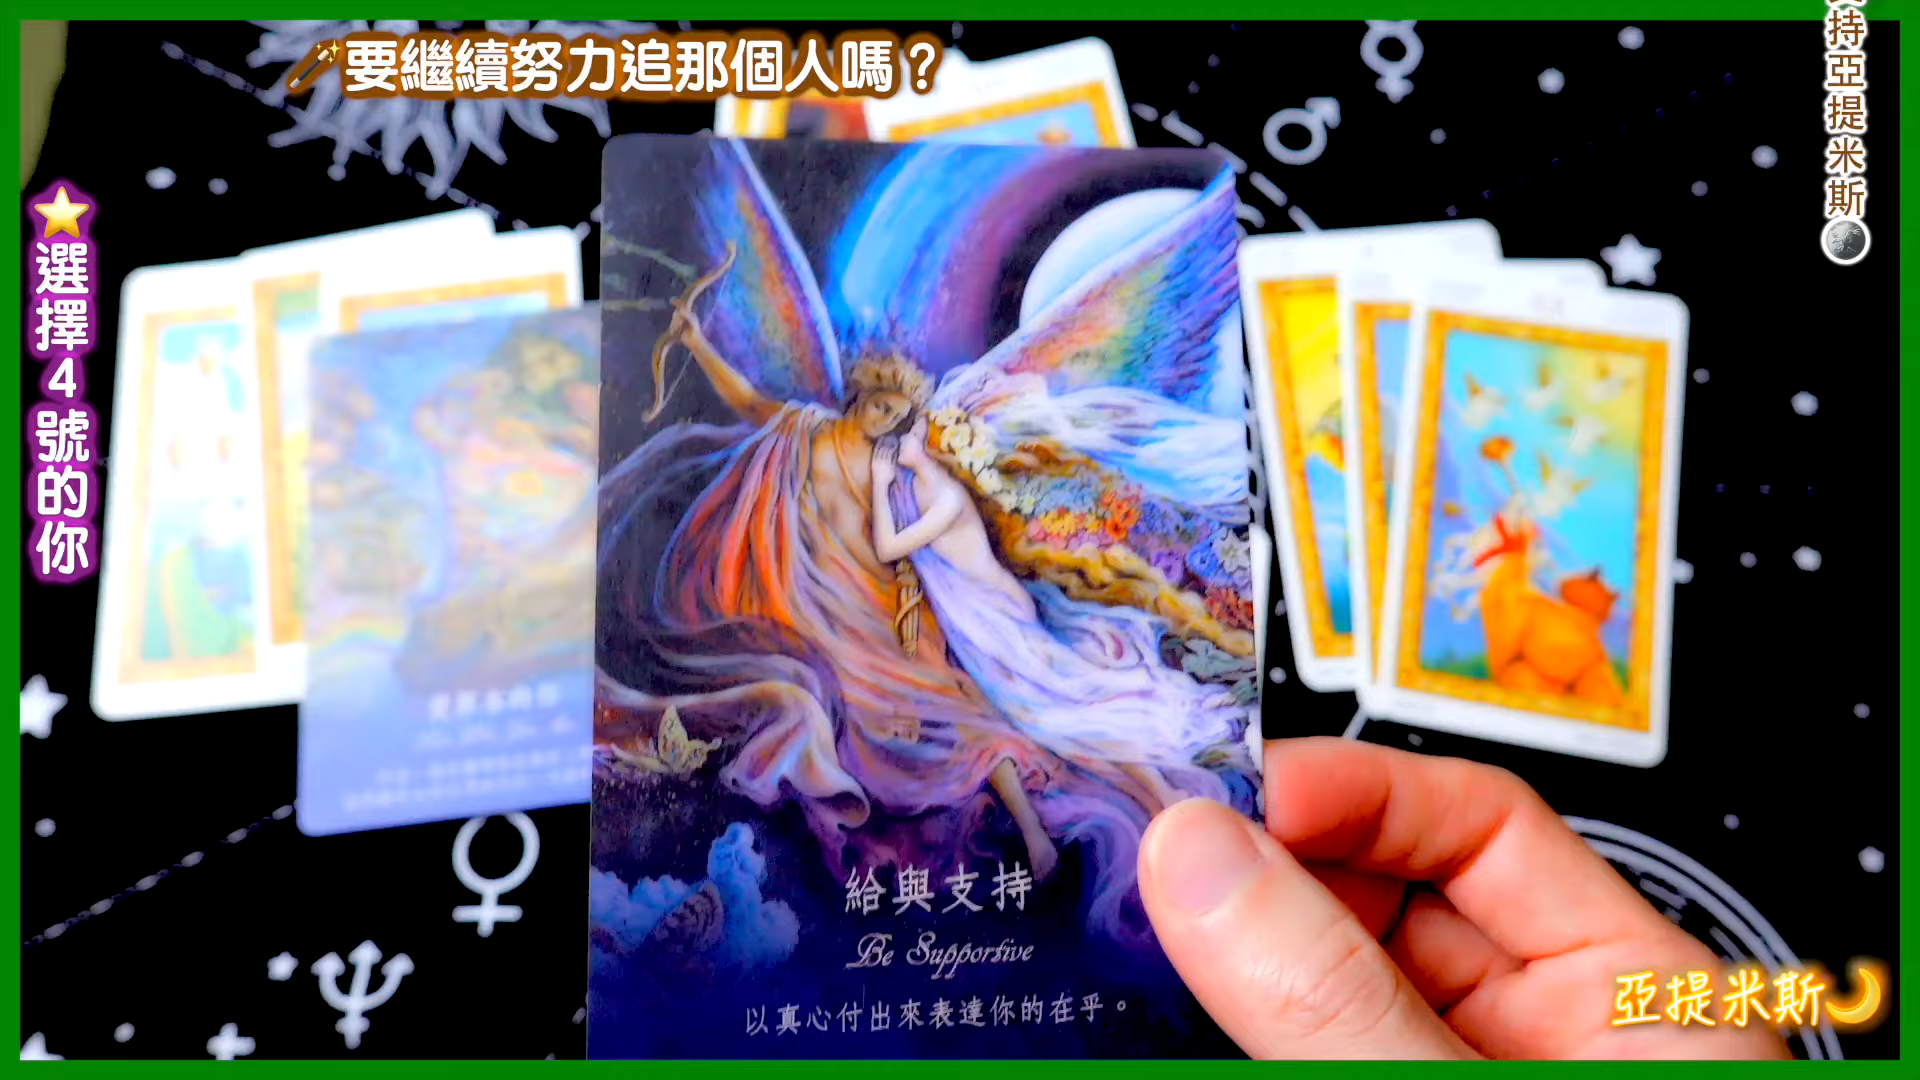 要繼續努力追那個人嗎？
持亞提米斯
選擇4號的你
給與支持
Be Supportive
以真心付出來表達你的在乎。
亞提米斯